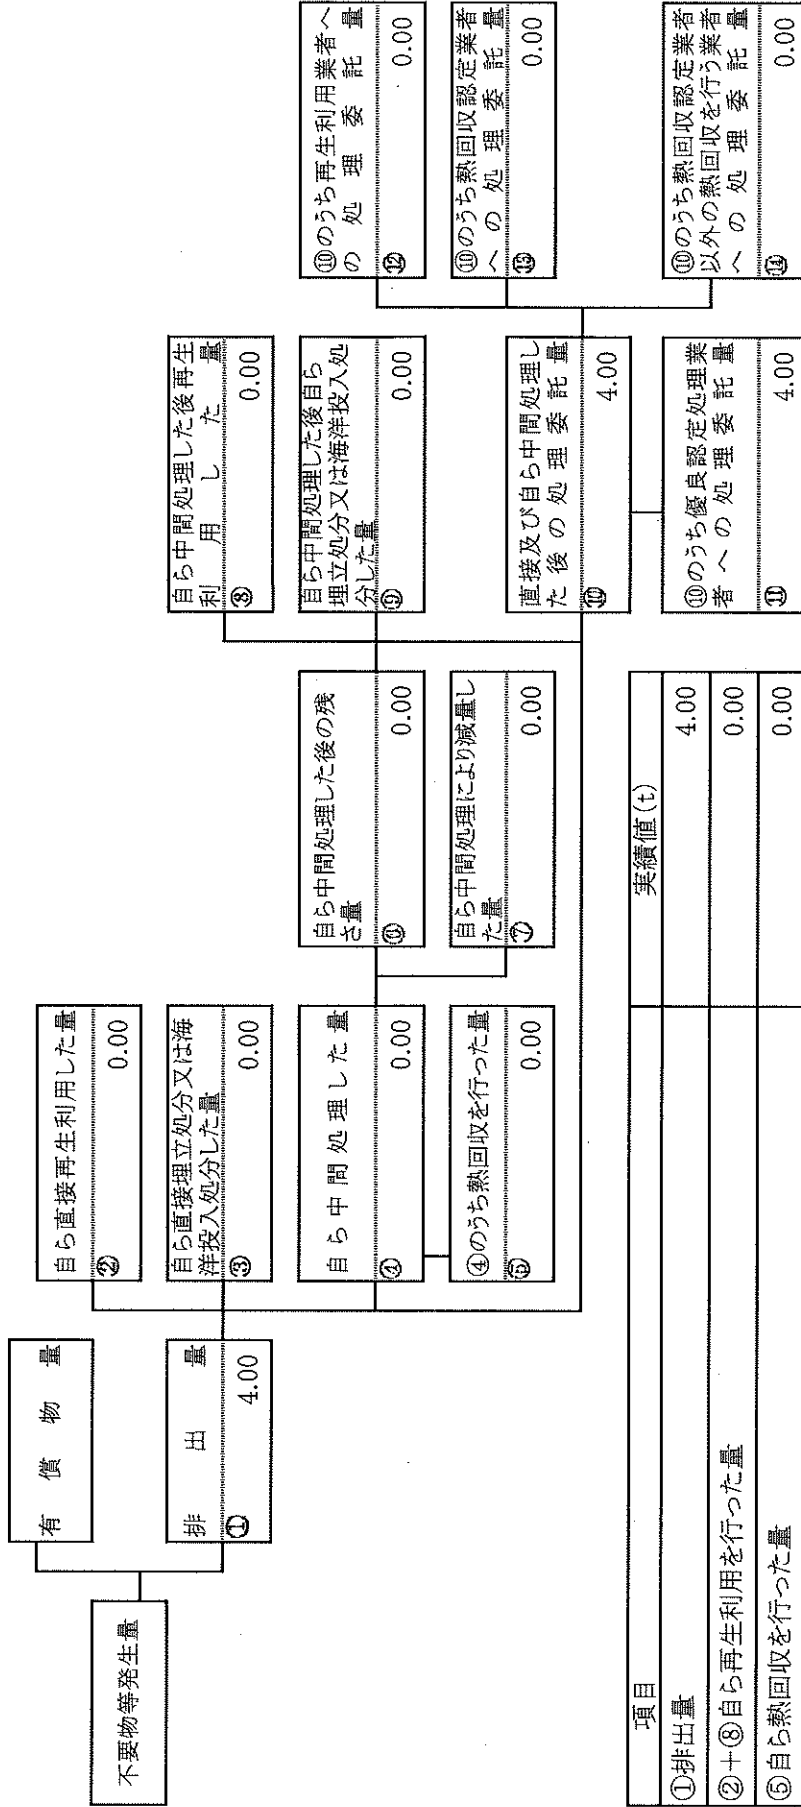 不要物等発生量
有償物量
排出量
① 4.00
自ら直接再生利用した量
② 0.00
自ら直接埋立処分又は海
洋投入処分した量
③ 0.00
自ら中間処理した量
④ 0.00
④のうち熱回収を行った量
⑤ 0.00
自ら中間処理した後の残
さ量
⑥ 0.00
自ら中間処理により減量し
た量
⑦ 0.00
自ら中間処理した後再生
利用した量
⑧ 0.00
自ら中間処理した後自ら
埋立処分又は海洋投入処
分した量
⑨ 0.00
直接及び自ら中間処理し
た後の処理委託量
⑩ 4.00
⑩のうち優良認定処理業
者への処理委託量
⑪ 4.00
⑩のうち再生利用業者へ
の処理委託量
⑫ 0.00
⑩のうち熱回収認定業者
への処理委託量
⑬ 0.00
⑩のうち熱回収認定業者
以外の熱回収を行う業者
への処理委託量
⑭ 0.00
項目 実績値(t)
①排出量 4.00
②+⑧自ら再生利用を行った量 0.00
⑤自ら熱回収を行った量 0.00